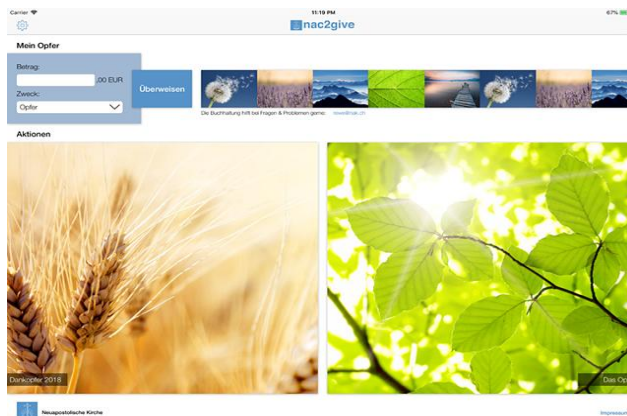 Carrier
11:19 PM
67%
nac2give
Mein Opfer
Betrag:
,00 EUR
Zweck:
Opfer
Überweisen
Die Buchhaltung hilft bei Fragen & Problemen gerne:
Aktionen
Dankopfer 2018
Das Op
Neuapostolische Kirche
Impressum